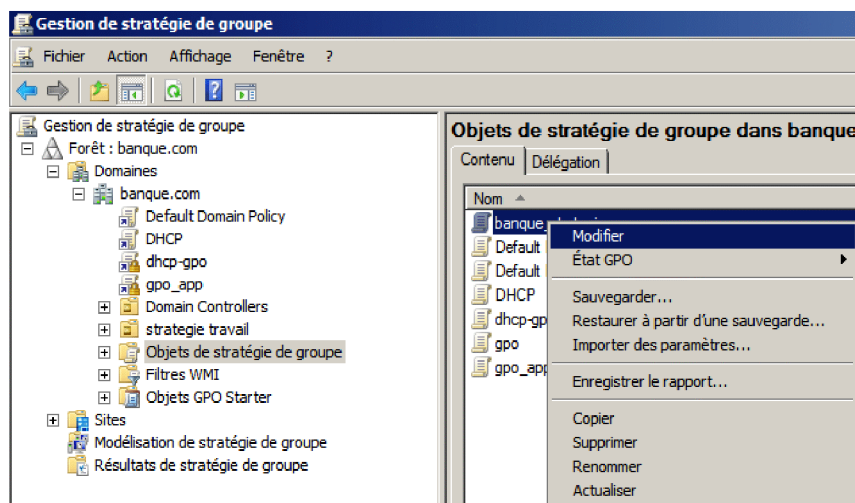 Gestion de stratégie de groupe
Fichier Action Affichage Fenêtre ?
Gestion de stratégie de groupe
Forêt : banque.com
Domaines
banque.com
Default Domain Policy
DHCP
dhcp-gpo
gpo_app
Domain Controllers
strategie travail
Objets de stratégie de groupe
Filtres WMI
Objets GPO Starter
Sites
Modélisation de stratégie de groupe
Résultats de stratégie de groupe
Objets de stratégie de groupe dans banque
Contenu Délégation
Nom
Default
Default
DHCP
dhcp-gp
gpo
gpo_app
Modifier
État GPO
Sauvegarder...
Restaurer à partir d'une sauvegarde...
Importer des paramètres...
Enregistrer le rapport...
Copier
Supprimer
Renommer
Actualiser